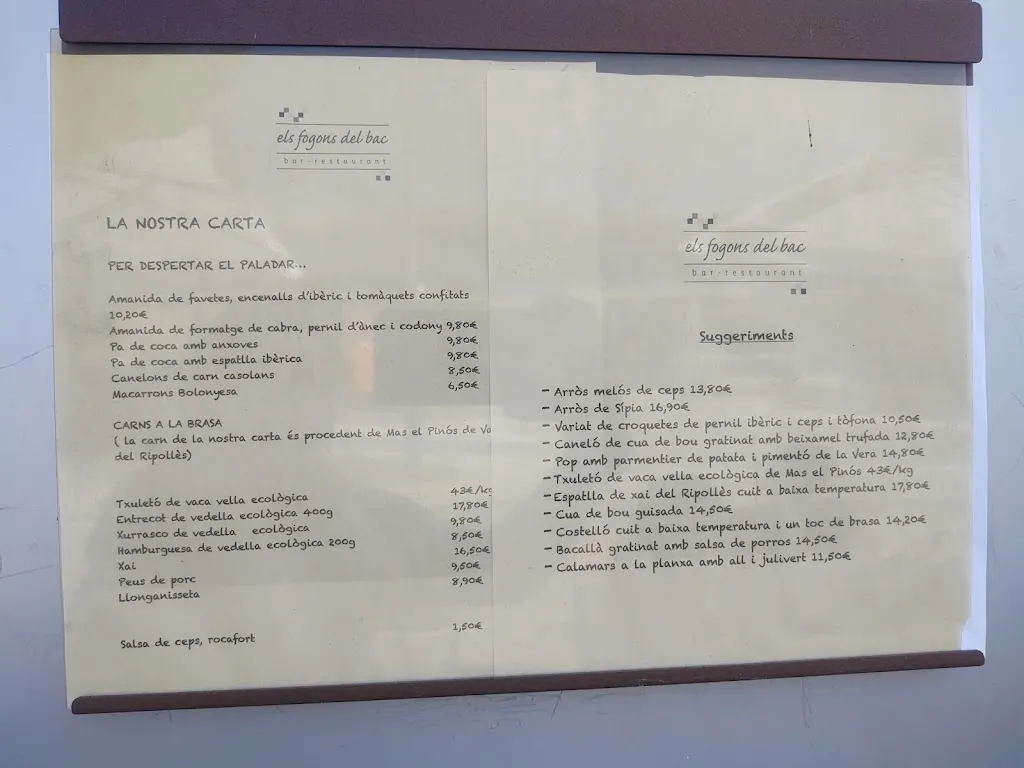 els fogons del bac
bar-restaurant
LA NOSTRA CARTA
PER DESPERTAR EL PALADAR...
Amanida de favetes, encenalls d'ibèric i tomàquets confitats
10,20€
Amanida de formatge de cabra, pernil d'ànec i codony 9,80€
Pa de coca amb anxoves 9,80€
Pa de coca amb espatlla ibèrica 9,80€
Canelons de carn casolans 8,50€
Macarrons Bolonyesa 6,50€
CARNS A LA BRASA
( la carn de la nostra carta és procedent de Mas el Pinós de Va
del Ripollès)
Txuletó de vaca vella ecològica 43€/kg
Entrecot de vedella ecològica 400g 17,80€
Xurrasco de vedella ecològica 9,80€
Hamburguesa de vedella ecològica 200g 8,50€
Xai 16,50€
Peus de porc 9,50€
Llonganisseta 8,90€
Salsa de ceps, rocafort 1,50€
els fogons del bac
bar-restaurant
Suggeriments
- Arròs melós de ceps 13,80€
- Arròs de Sípia 16,90€
- Variat de croquetes de pernil ibèric i ceps i tòfona 10,50€
- Caneló de cua de bou gratinat amb beixamel trufada 12,80€
- Pop amb parmentier de patata i pimentó de la Vera 14,80€
- Txuletó de vaca vella ecològica de Mas el Pinós 43€/kg
- Espatlla de xai del Ripollès cuit a baixa temperatura 17,80€
- Cua de bou guisada 14,50€
- Costelló cuit a baixa temperatura i un toc de brasa 14,20€
- Bacallà gratinat amb salsa de porros 14,50€
- Calamars a la planxa amb all i julivert 11,50€